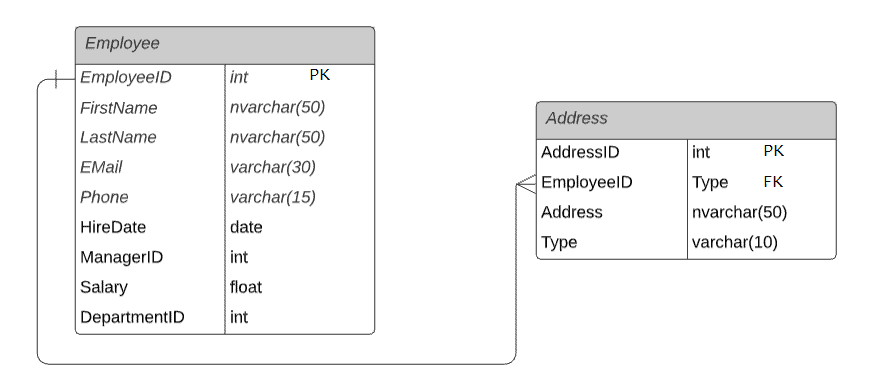 Employee
EmployeeID int PK
FirstName nvarchar(50)
LastName nvarchar(50)
EMail varchar(30)
Phone varchar(15)
HireDate date
ManagerID int
Salary float
DepartmentID int
Address
AddressID int PK
EmployeeID Type FK
Address nvarchar(50)
Type varchar(10)